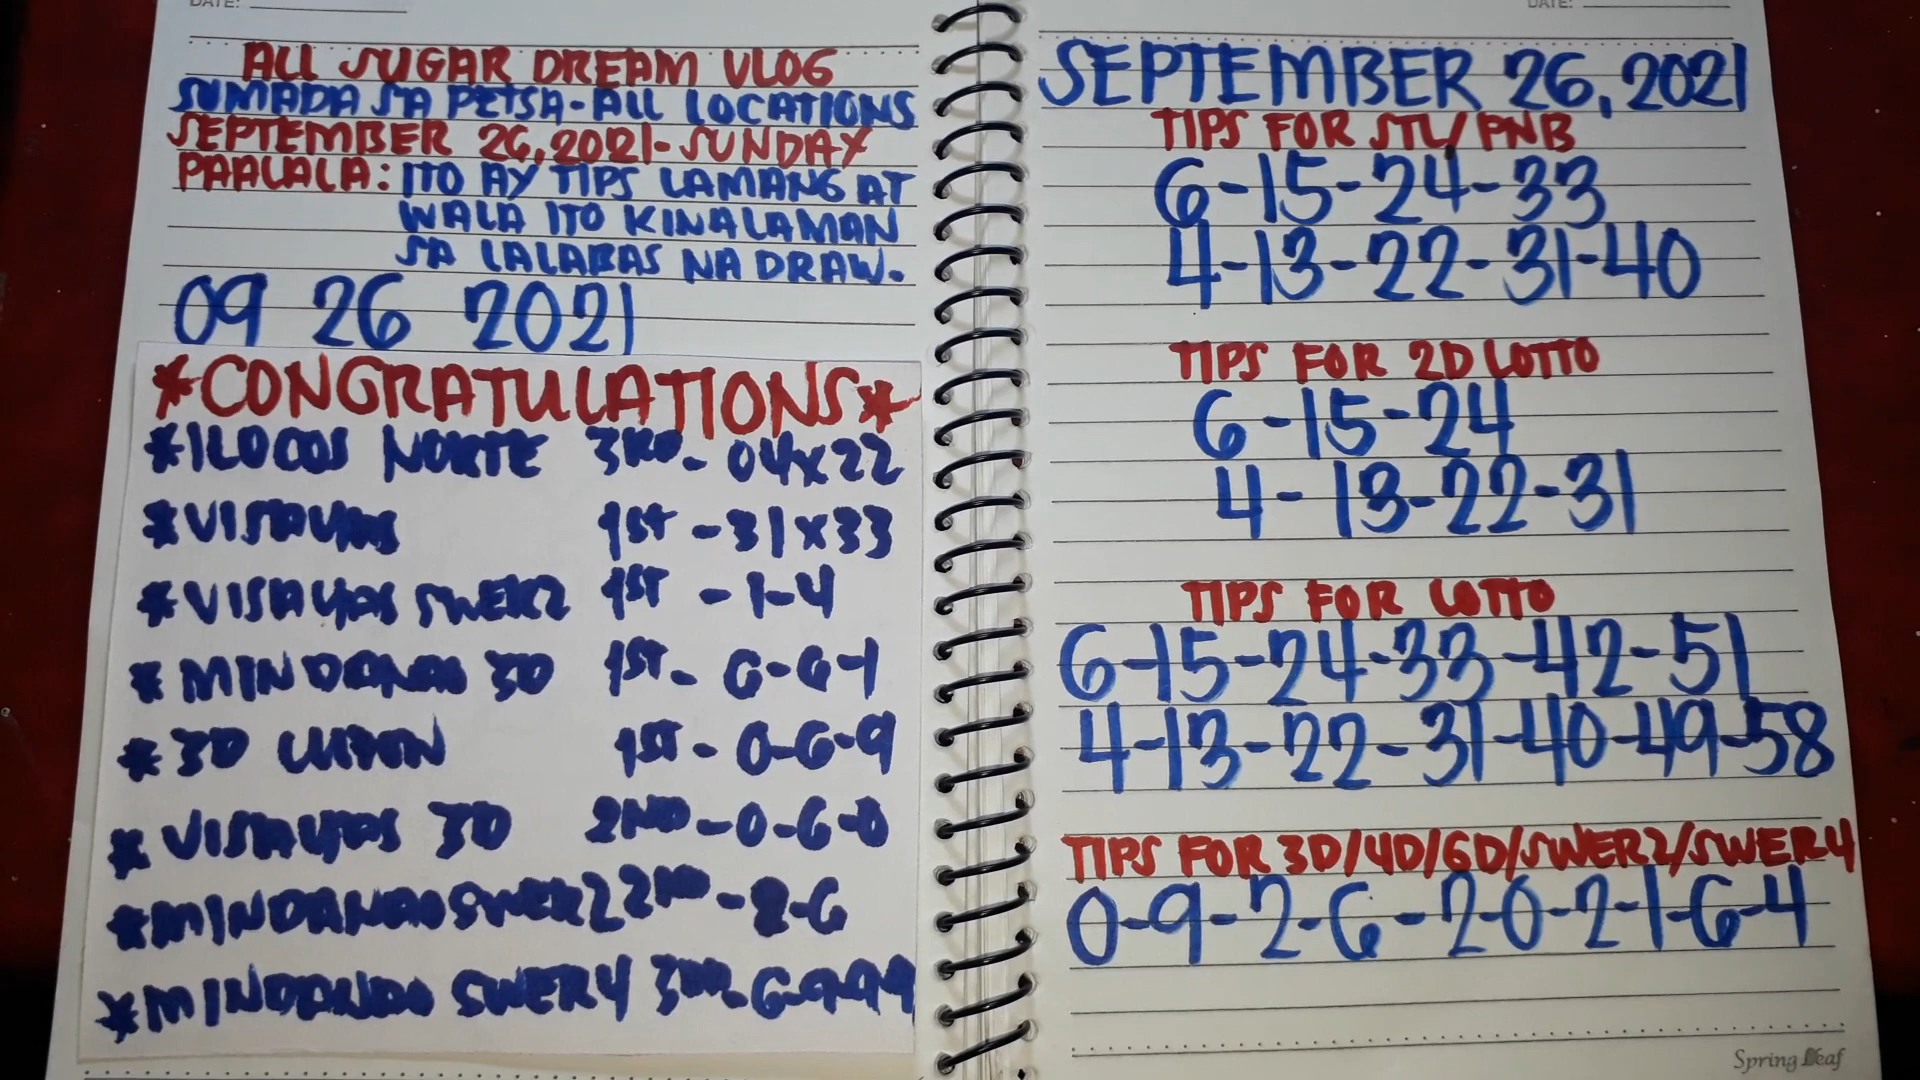 DATE:
ALL SUGAR DREAM VLOG
SUMADA SA PETSA-ALL LOCATIONS
SEPTEMBER 26, 2021-SUNDAY
PAALALA: ITO AY TIPS LAMANG AT
WALA ITO KINALAMAN
SA LALABAS NA DRAW.
09 26 2021
*CONGRATULATIONS*
*ILOCOS NORTE 3RD- 04x22
*VISAYAS 1ST -31x33
*VISAYAS SWER2 1ST -1-4
*MINDANAO 3D 1ST- 6-6-1
*3D LUZON 1ST- 0-6-9
*VISAYAS 3D 2ND-0-6-0
*MINDANAO SWER2 2ND -8-6
*MINDANAO SWER4 3RD-6-9-9-9
DATE:
SEPTEMBER 26, 2021
TIPS FOR STL/PNB
6-15-24-33
4-13-22-31-40
TIPS FOR 2D LOTTO
6-15-24
4-13-22-31
TIPS FOR LOTTO
6-15-24-33-42-51
4-13-22-31-40-49-58
TIPS FOR 3D/4D/6D/SWER2/SWER4
0-9-2-6-2-0-2-1-6-4
Spring Leaf